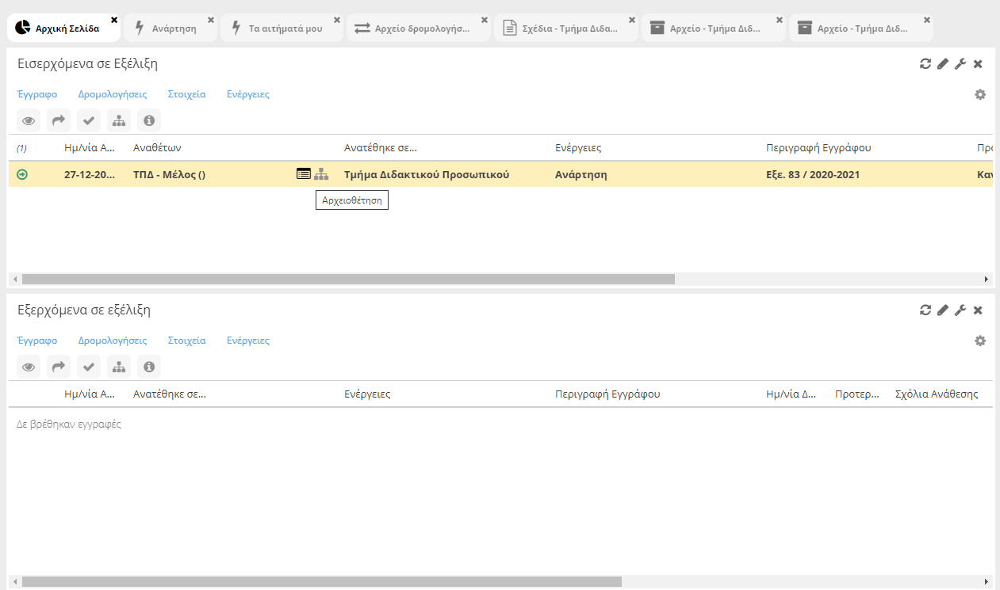 Αρχική Σελίδα Ανάρτηση Τα αιτήματά μου Αρχείο δρομολογήσ... Σχέδια - Τμήμα Διδα... Αρχείο - Τμήμα Διδ... Αρχείο - Τμήμα Διδ...
Εισερχόμενα σε Εξέλιξη
Έγγραφο Δρομολογήσεις Στοιχεία Ενέργειες
(1) Ημ/νία Α... Αναθέτων Ανατέθηκε σε... Ενέργειες Περιγραφή Εγγράφου Προ
27-12-20... ΤΠΔ - Μέλος () Τμήμα Διδακτικού Προσωπικού Ανάρτηση Εξε. 83 / 2020-2021 Καν
Αρχειοθέτηση
Εξερχόμενα σε εξέλιξη
Έγγραφο Δρομολογήσεις Στοιχεία Ενέργειες
Ημ/νία Α... Ανατέθηκε σε... Ενέργειες Περιγραφή Εγγράφου Ημ/νία Δ... Προτερ... Σχόλια Ανάθεσης
Δε βρέθηκαν εγγραφές